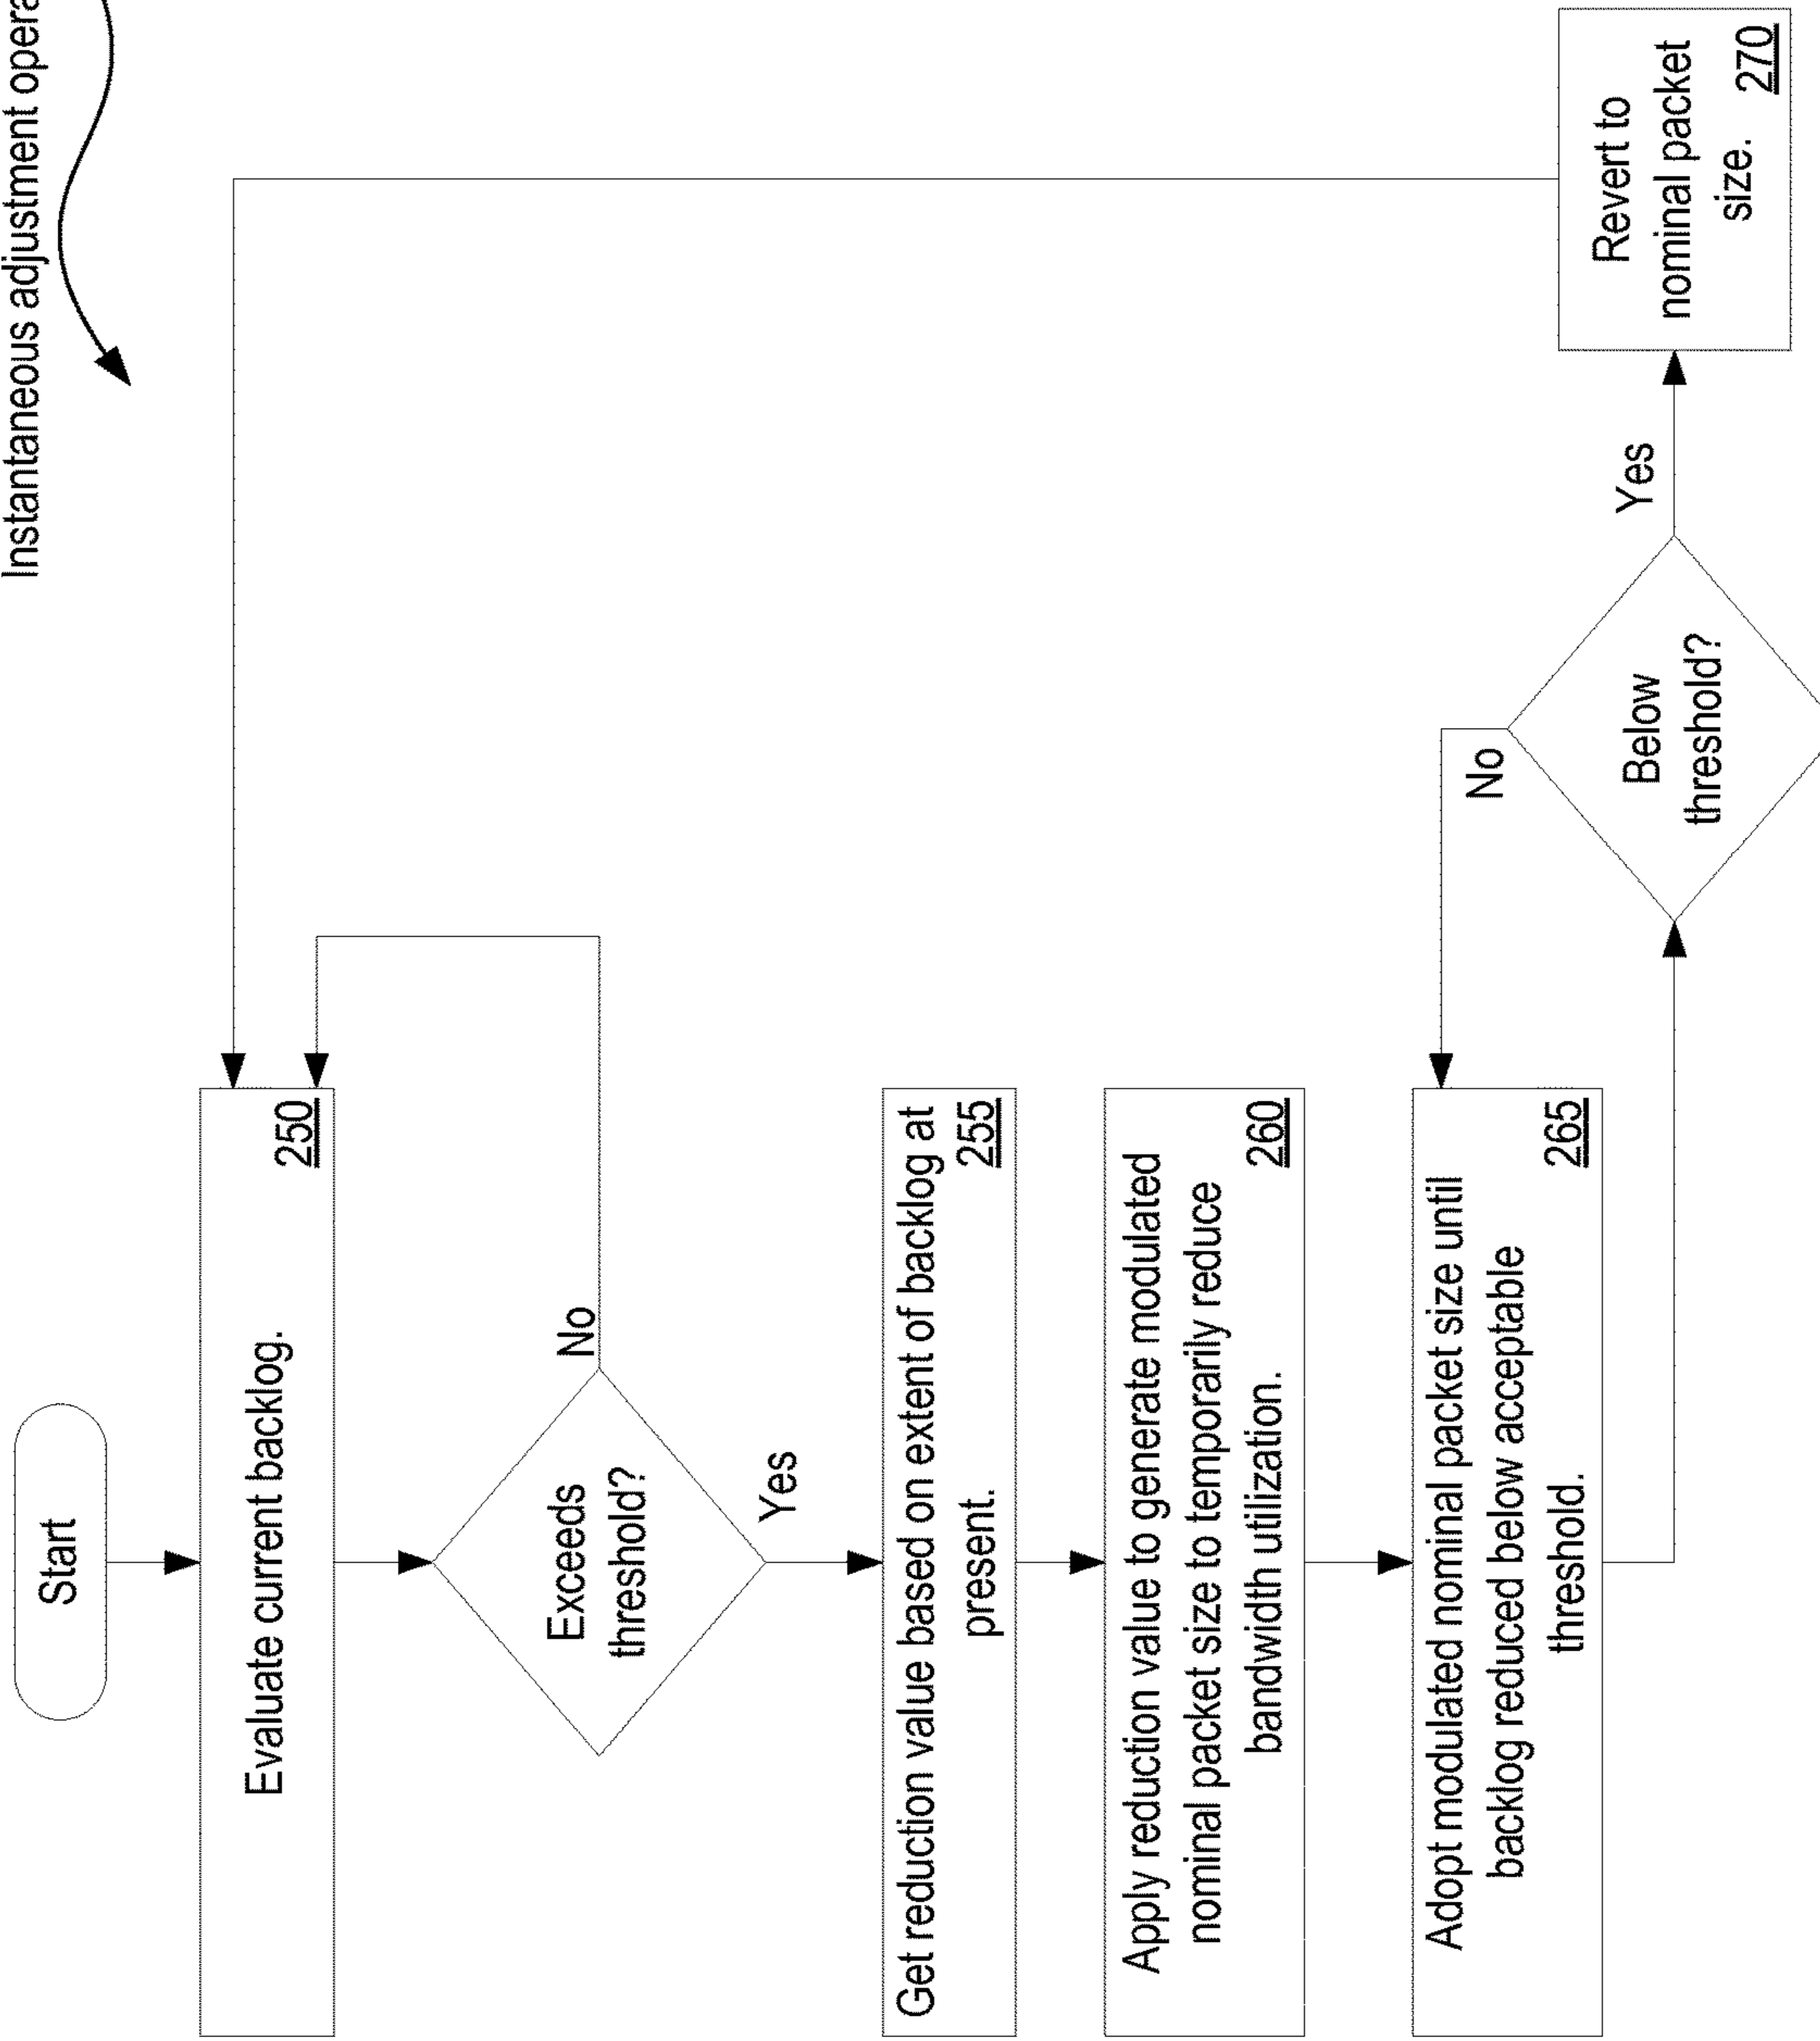 Instantaneous adjustment
Start
Evaluate current backlog.
250
Exceeds
threshold?
No
Yes
Get reduction value based on extent of backlog at
present.
255
Apply reduction value to generate modulated
nominal packet size to temporarily reduce
bandwidth utilization.
260
Adopt modulated nominal packet size until
backlog reduced below acceptable
threshold.
265
Below
threshold?
No
Yes
Revert to
nominal packet
size.
270